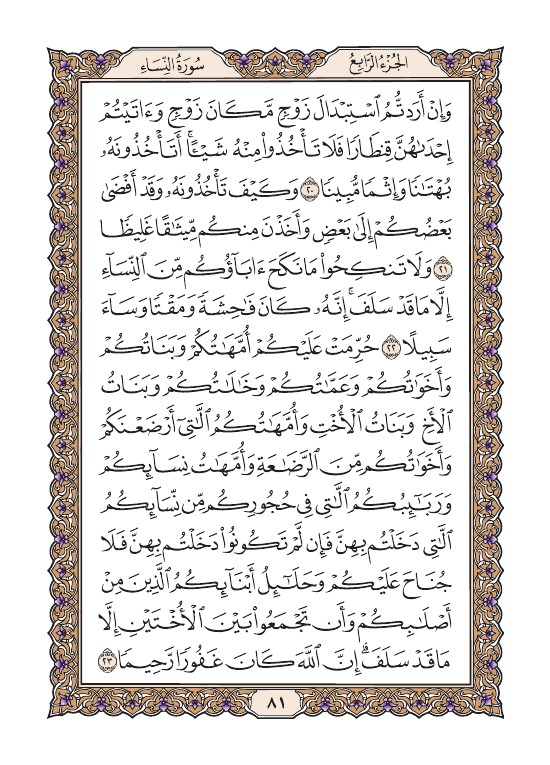 الجُزْءُ الرَّابِعُ
سُورَةُ النِّسَاءِ
وَإِنْ أَرَدتُّمُ ٱسْتِبْدَالَ زَوْجٍ مَّكَانَ زَوْجٍ وَءَاتَيْتُمْ
إِحْدَىٰهُنَّ قِنطَارًا فَلَا تَأْخُذُوا۟ مِنْهُ شَيْـًٔا ۚ أَتَأْخُذُونَهُۥ
بُهْتَـٰنًا وَإِثْمًا مُّبِينًا ٢٠ وَكَيْفَ تَأْخُذُونَهُۥ وَقَدْ أَفْضَىٰ
بَعْضُكُمْ إِلَىٰ بَعْضٍ وَأَخَذْنَ مِنكُم مِّيثَـٰقًا غَلِيظًا
٢١ وَلَا تَنكِحُوا۟ مَا نَكَحَ ءَابَآؤُكُم مِّنَ ٱلنِّسَآءِ
إِلَّا مَا قَدْ سَلَفَ ۚ إِنَّهُۥ كَانَ فَـٰحِشَةً وَمَقْتًا وَسَآءَ
سَبِيلًا ٢٢ حُرِّمَتْ عَلَيْكُمْ أُمَّهَـٰتُكُمْ وَبَنَاتُكُمْ
وَأَخَوَٰتُكُمْ وَعَمَّـٰتُكُمْ وَخَـٰلَـٰتُكُمْ وَبَنَاتُ
ٱلْأَخِ وَبَنَاتُ ٱلْأُخْتِ وَأُمَّهَـٰتُكُمُ ٱلَّـٰتِىٓ أَرْضَعْنَكُمْ
وَأَخَوَٰتُكُم مِّنَ ٱلرَّضَـٰعَةِ وَأُمَّهَـٰتُ نِسَآئِكُمْ
وَرَبَـٰٓئِبُكُمُ ٱلَّـٰتِى فِى حُجُورِكُم مِّن نِّسَآئِكُمُ
ٱلَّـٰتِى دَخَلْتُم بِهِنَّ فَإِن لَّمْ تَكُونُوا۟ دَخَلْتُم بِهِنَّ فَلَا
جُنَاحَ عَلَيْكُمْ وَحَلَـٰٓئِلُ أَبْنَآئِكُمُ ٱلَّذِينَ مِنْ
أَصْلَـٰبِكُمْ وَأَن تَجْمَعُوا۟ بَيْنَ ٱلْأُخْتَيْنِ إِلَّا
مَا قَدْ سَلَفَ ۗ إِنَّ ٱللَّهَ كَانَ غَفُورًا رَّحِيمًا ٢٣
٨١